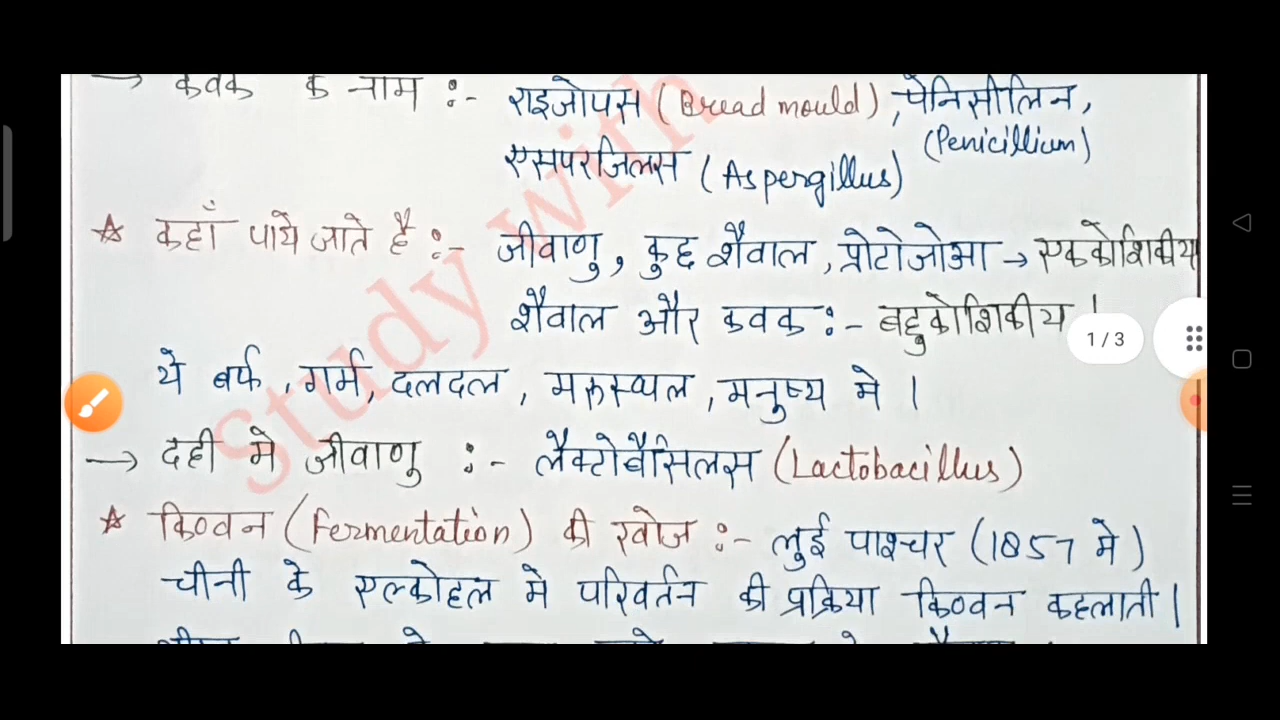 → कवक के नाम :- राइजोपस (Bread mould), पेनिसीलिन,
(Penicillium)
एसपरजिलस (Aspergillus)
☆ कहाँ पाये जाते है :- जीवाणु, कुछ शैवाल, प्रोटोजोआ → एककोशिकीय
शैवाल और कवक :- बहुकोशिकीय ।
1/3
ये बर्फ, गर्म, दलदल, मरुस्थल, मनुष्य मे ।
→ दही मे जीवाणु :- लैक्टोबैसिलस (Lactobacillus)
☆ किण्वन (Fermentation) की खोज :- लुई पाश्चर (1857 मे)
चीनी के एल्कोहल मे परिवर्तन की प्रक्रिया किण्वन कहलाती ।
Study with